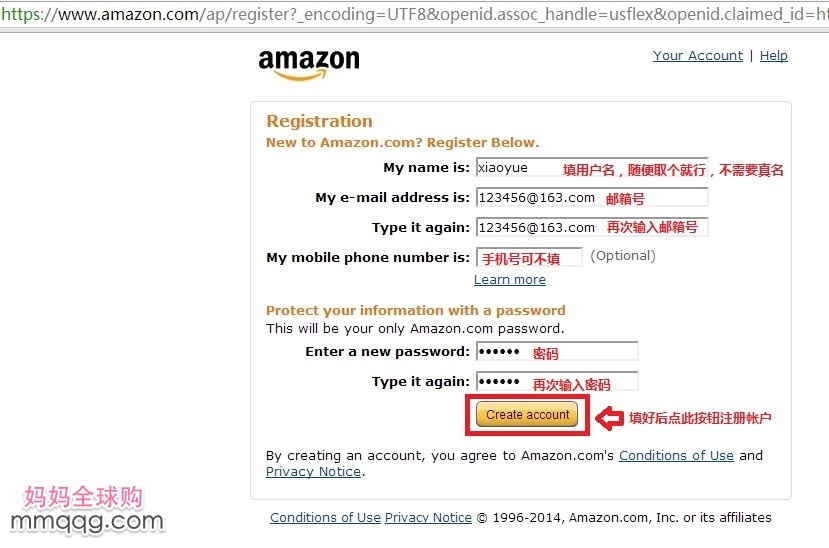 https://www.amazon.com/ap/register?_encoding=UTF8&openid.assoc_handle=usflex&openid.claimed_id=ht
amazon
Your Account | Help
Registration
New to Amazon.com? Register Below.
My name is: xiaoyue 填用户名，随便取个就行，不需要真名
My e-mail address is: 123456@163.com 邮箱号
Type it again: 123456@163.com 再次输入邮箱号
My mobile phone number is: 手机号可不填 (Optional)
Learn more
Protect your information with a password
This will be your only Amazon.com password.
Enter a new password: •••••• 密码
Type it again: •••••• 再次输入密码
Create account 填好后点此按钮注册帐户
By creating an account, you agree to Amazon.com's Conditions of Use and
Privacy Notice.
妈妈全球购
mmqqg.com
Conditions of Use Privacy Notice © 1996-2014, Amazon.com, Inc. or its affiliates